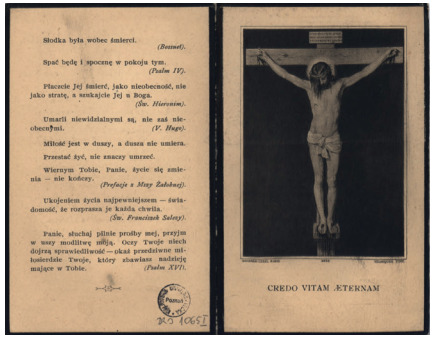 Słodka była wobec śmierci.
(Bossuet).
Spać będę i spocznę w pokoju tym.
(Psalm IV).
Płaczcie Jej śmierć, jako nieobecność, nie
jako stratę, a szukajcie Jej u Boga.
(Św. Hieronim).
Umarli niewidzialnymi są, nie zaś nie-
obecnymi. (V. Hugo).
Miłość jest w duszy, a dusza nie umiera.
Przestać żyć, nie znaczy umrzeć.
Wiernym Tobie, Panie, życie się zmie-
nia — nie kończy.
(Prefacja z Mszy Żałobnej).
Ukojeniem życia najpewniejszem — świa-
domość, że rozprasza je każda chwila.
(Św. Franciszek Salezy).
Panie, słuchaj pilnie prośby mej, przyjm
w uszy modlitwę moją. Oczy Twoje niech
dojrzą sprawiedliwość — okaż przedziwne mi-
łosierdzie Twoje, który zbawiasz nadzieję
mające w Tobie. (Psalm XVI).
Poznań
CREDO VITAM ÆTERNAM